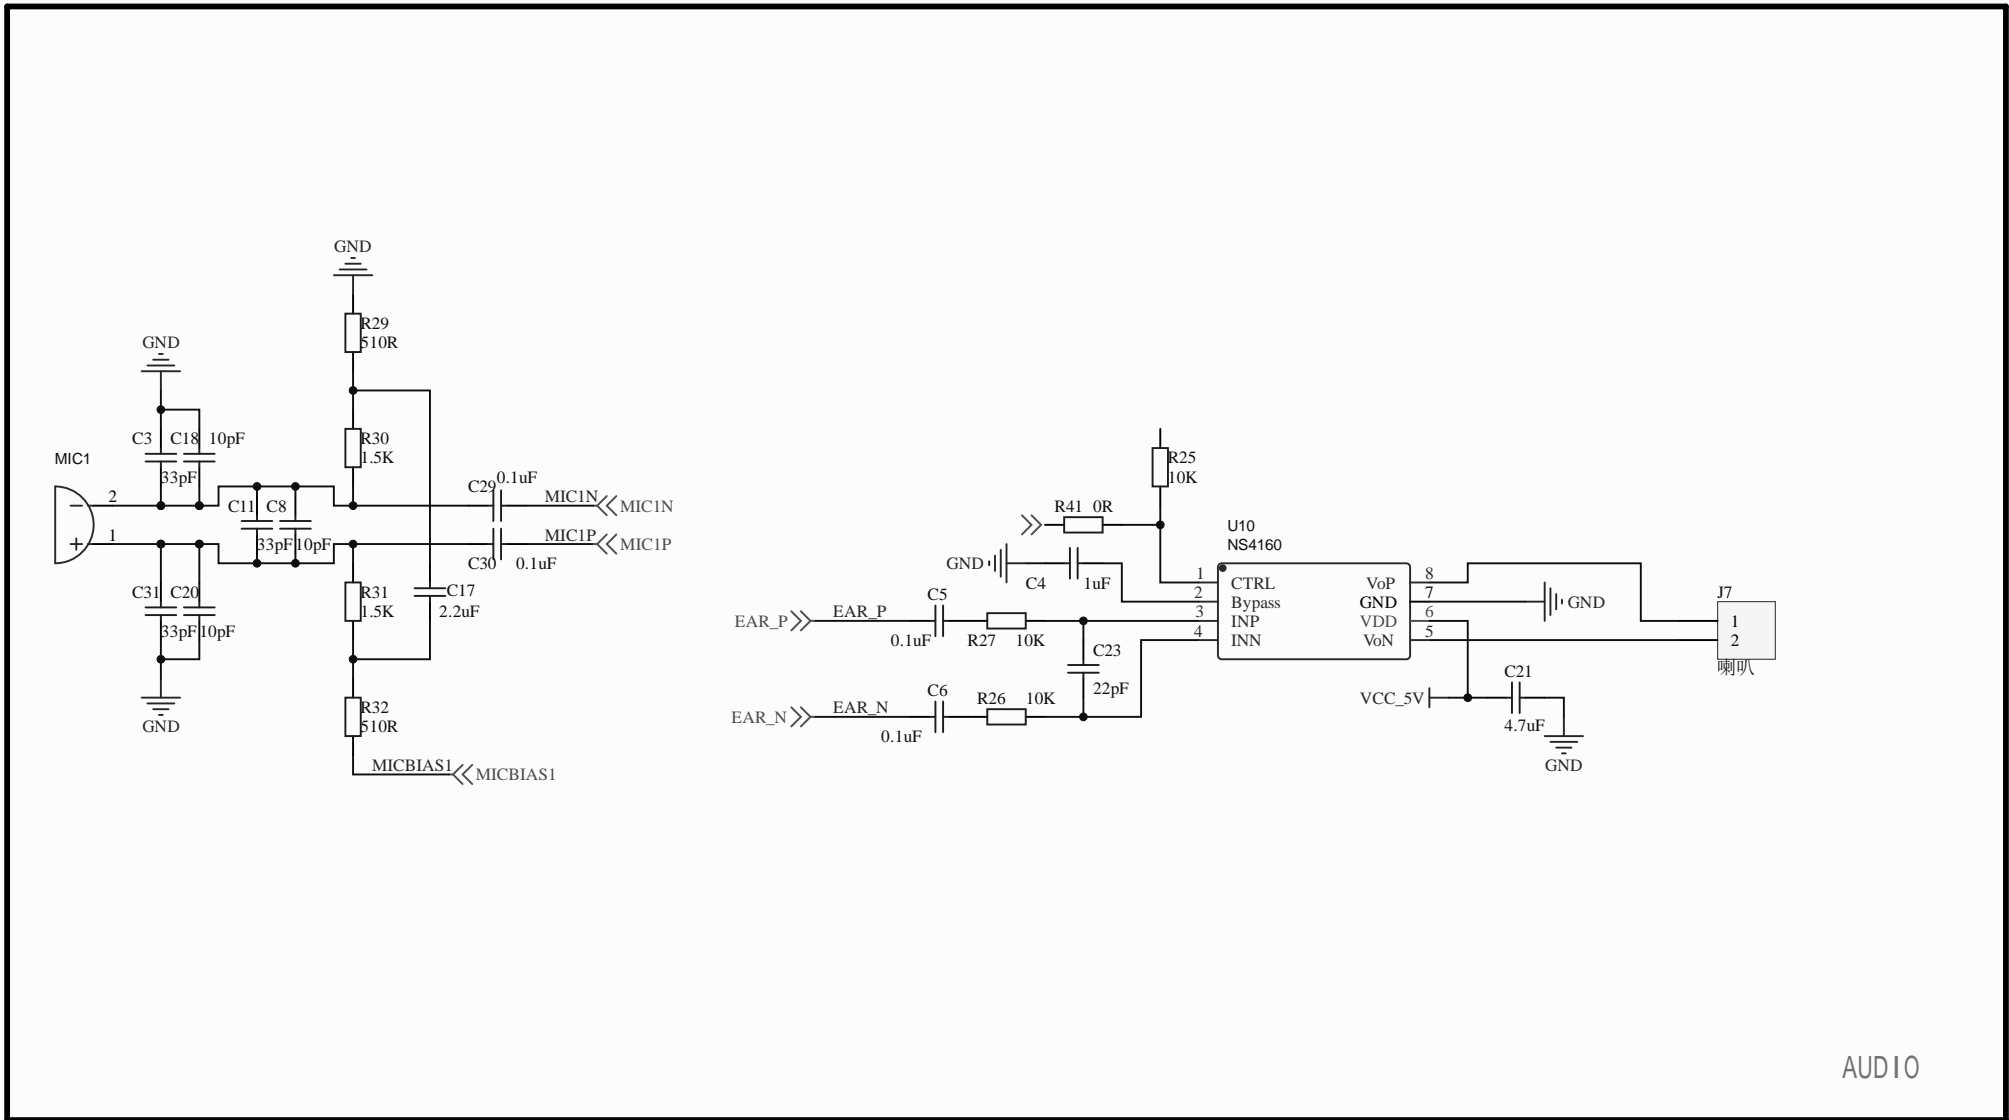 GND
R29
510R
GND
R30
1.5K
C3
C18
10pF
33pF
MIC1
2
−
1
+
C11
C8
33pF
10pF
C29
0.1uF
MIC1N
MIC1N
MIC1P
MIC1P
C30
0.1uF
C31
C20
33pF
10pF
GND
R31
1.5K
C17
2.2uF
R32
510R
MICBIAS1
MICBIAS1
R25
10K
R41 0R
GND
C4
1uF
U10
NS4160
1
CTRL
2
Bypass
3
INP
4
INN
VoP
8
GND
7
VDD
6
VoN
5
GND
J7
1
2
喇叭
EAR_P
EAR_P
C5
0.1uF
R27
10K
C23
22pF
EAR_N
EAR_N
C6
0.1uF
R26
10K
VCC_5V
C21
4.7uF
GND
AUDIO